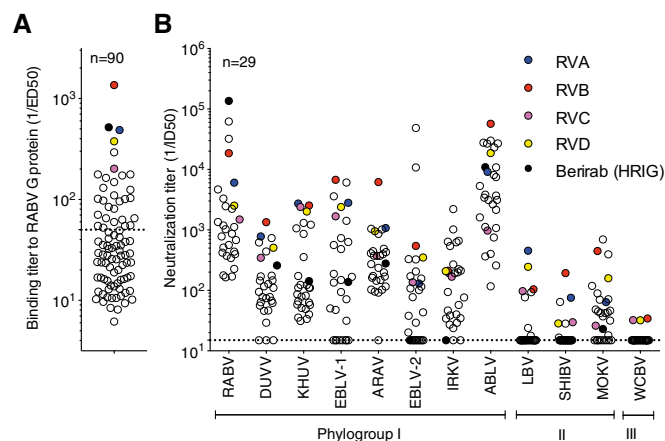 A
B
n=90
n=29
Binding titer to RABV G protein (1/ED50)
10³
10²
10¹
Neutralization titer (1/ID50)
10⁶
10⁵
10⁴
10³
10²
10¹
RVA
RVB
RVC
RVD
Berirab (HRIG)
RABV
DUVV
KHUV
EBLV-1
ARAV
EBLV-2
IRKV
ABLV
LBV
SHIBV
MOKV
WCBV
Phylogroup I
II
III